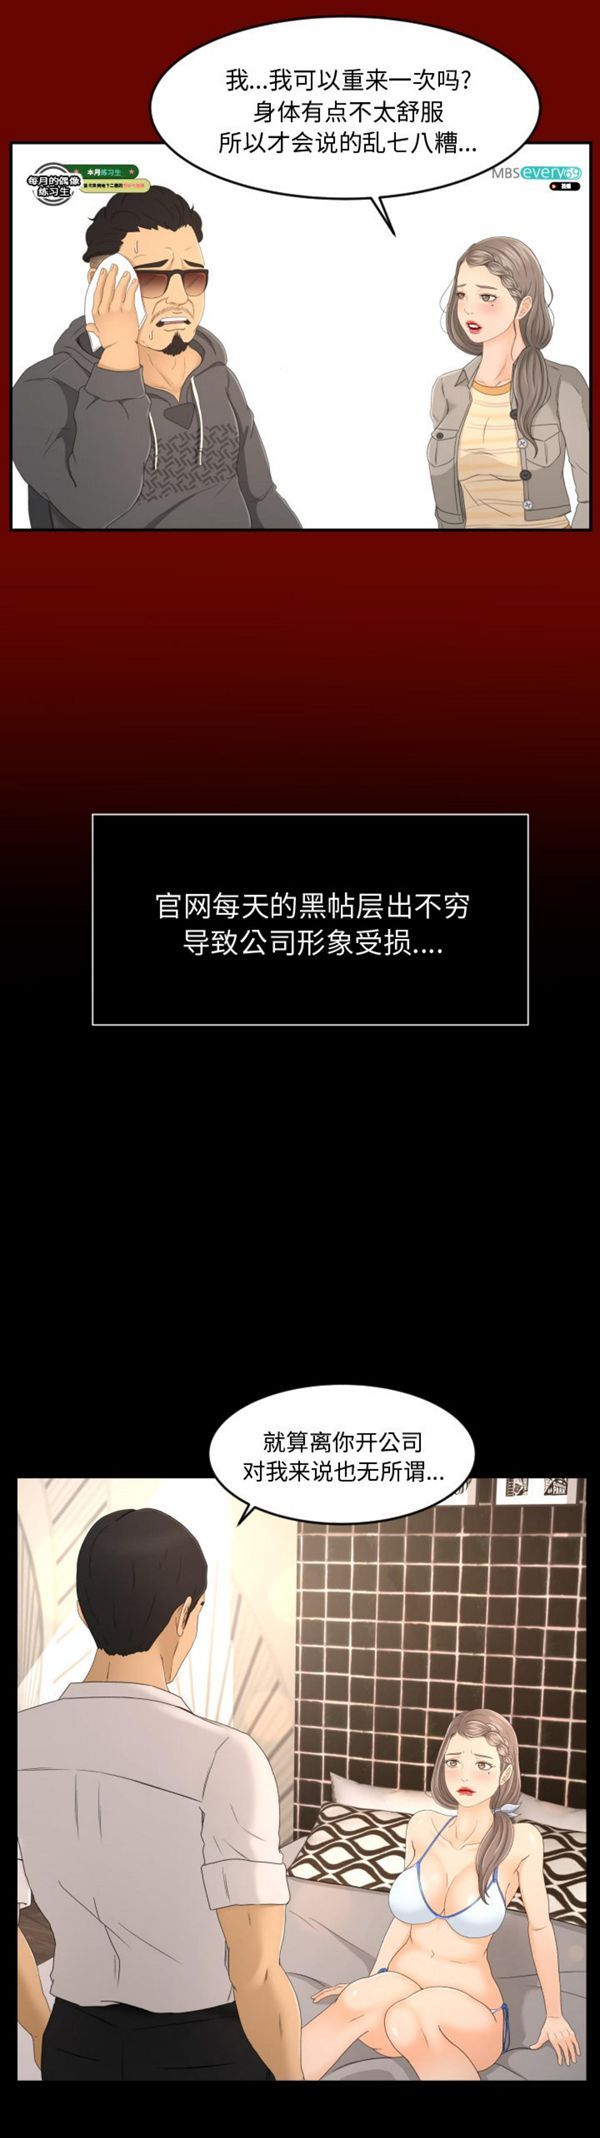 我...我可以重来一次吗?
身体有点不太舒服
所以才会说的乱七八糟...
每月的偶像
练习生
本月练习生
MBS every69
官网每天的黑帖层出不穷
导致公司形象受损....
就算离你开公司
对我来说也无所谓...